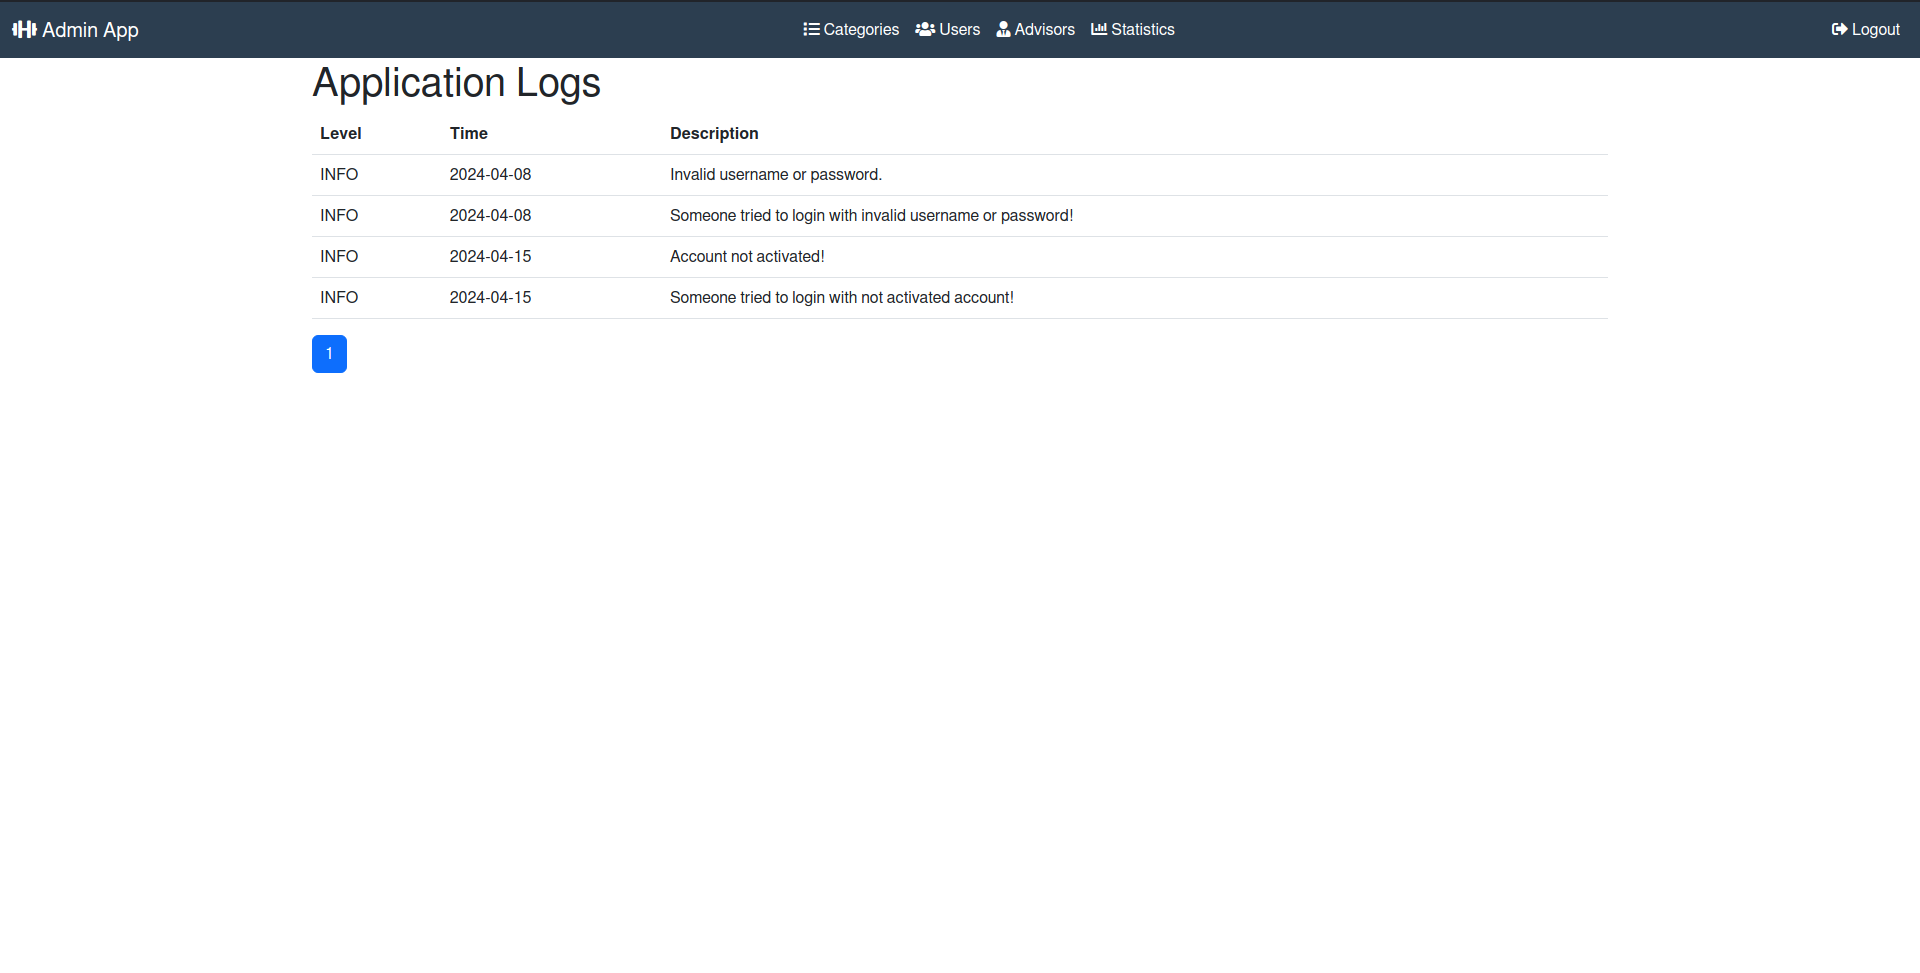 Admin App Categories Users Advisors Statistics Logout
Application Logs
Level Time Description
INFO 2024-04-08 Invalid username or password.
INFO 2024-04-08 Someone tried to login with invalid username or password!
INFO 2024-04-15 Account not activated!
INFO 2024-04-15 Someone tried to login with not activated account!
1